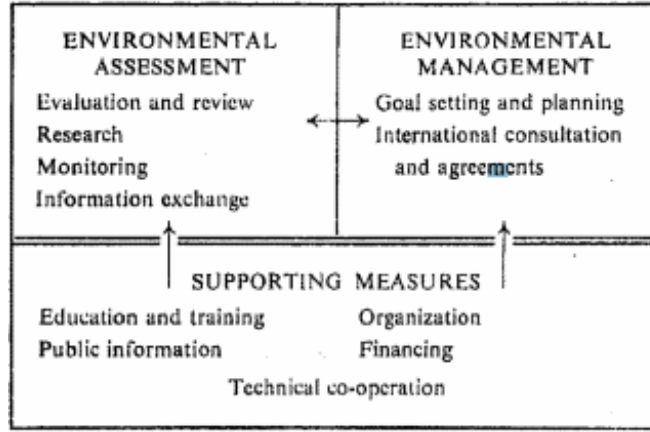 ENVIRONMENTAL
ASSESSMENT
Evaluation and review
Research
Monitoring
Information exchange
ENVIRONMENTAL
MANAGEMENT
Goal setting and planning
International consultation
and agreements
SUPPORTING MEASURES
Education and training
Public information
Organization
Financing
Technical co-operation